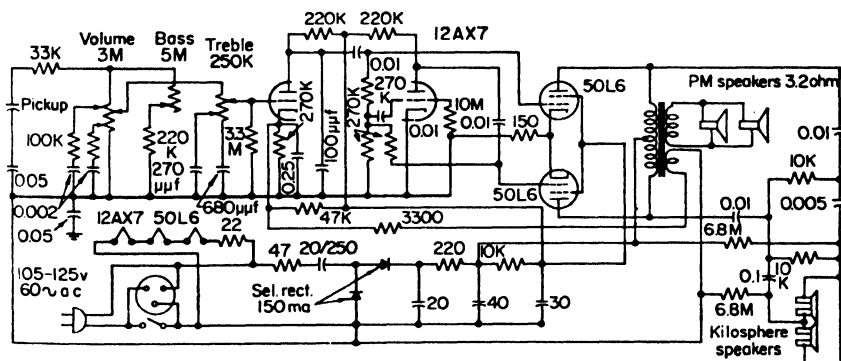 220K 220K 12AX7
Volume
3M
Bass
5M
Treble
250K
33K
0.01
270
K
50L6
PM speakers 3.2ohm
Pickup
100K
220
K
270
μμf
3.3
M
270K
0.25
100μμf
270K
0.01
10M
0.01
150
0.01
10K
0.05
0.002
680μμf
50L6
0.005
0.05
12AX7 50L6
22
47K
3300
0.01
6.8M
105-125v
60~ac
47
20/250
220
10K
0.1
10
K
Sel. rect.
150ma
20
40
30
6.8M
Kilosphere
speakers